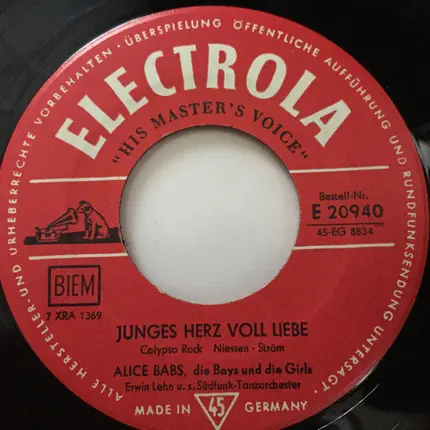 ALLE HERSTELLER-UND URHEBERRECHTE VORBEHALTEN · ÜBERSPIELUNG ÖFFENTLICHE AUFFÜHRUNG UND RUNDFUNKSENDUNG UNTERSAGT ·
ELECTROLA
"HIS MASTER'S VOICE"
Bestell-Nr.
E 20940
45-EG 8834
BIEM
7 XRA 1369
JUNGES HERZ VOLL LIEBE
Calypso Rock Niessen - Ström
ALICE BABS, die Boys und die Girls
Erwin Lehn u. s. Südfunk-Tanzorchester
MADE IN 45 GERMANY